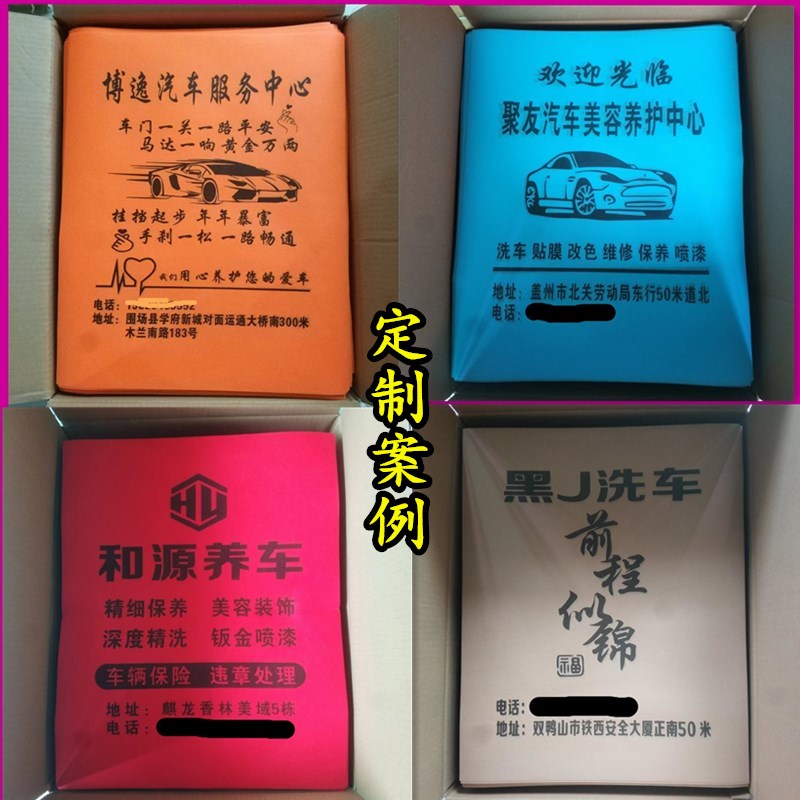 博逸汽车服务中心
车门一关一路平安
马达一响黄金万两
挂挡起步 年年暴富
手刹一松 一路畅通
我们用心养护您的爱车
电话:
地址: 围场县学府新城对面运通大桥南300米
木兰南路183号
欢迎光临
聚友汽车美容养护中心
洗车 贴膜 改色 维修 保养 喷漆
地址: 盖州市北关劳动局东行50米道北
电话:
定制案例
HU
和源养车
精细保养 美容装饰
深度精洗 钣金喷漆
车辆保险 违章处理
地址: 麒龙香林美域5栋
电话:
黑J洗车
前程似锦
福
电话:
地址: 双鸭山市铁西安全大厦正南50米